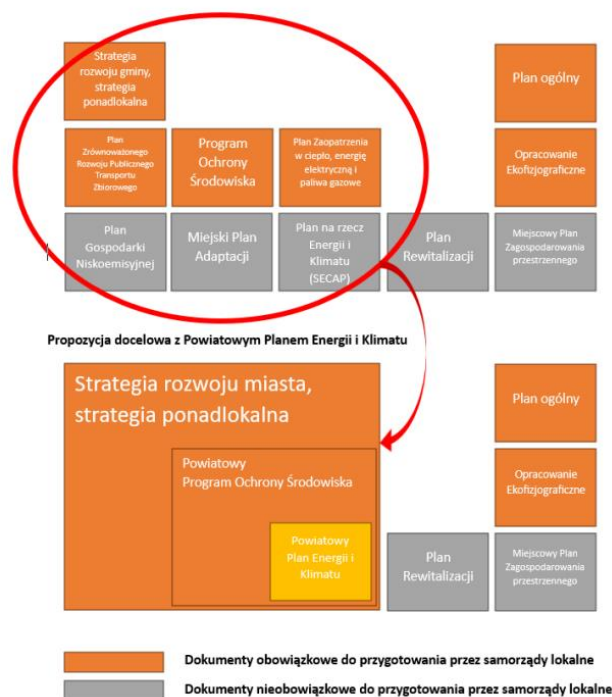 Strategia
rozwoju gminy,
strategia
ponadlokalna
Plan ogólny
Plan
Zrównoważonego
Rozwoju Publicznego
Transportu
Zbiorowego
Program
Ochrony
Środowiska
Plan Zaopatrzenia
w ciepło, energię
elektryczną i
paliwa gazowe
Opracowanie
Ekofizjograficzne
Plan
Gospodarki
Niskoemisyjnej
Miejski Plan
Adaptacji
Plan na rzecz
Energii i
Klimatu
(SECAP)
Plan
Rewitalizacji
Miejscowy Plan
Zagospodarowania
przestrzennego
Propozycja docelowa z Powiatowym Planem Energii i Klimatu
Strategia rozwoju miasta,
strategia ponadlokalna
Plan ogólny
Powiatowy
Program Ochrony Środowiska
Opracowanie
Ekofizjograficzne
Powiatowy
Plan Energii i
Klimatu
Plan
Rewitalizacji
Miejscowy Plan
Zagospodarowania
przestrzennego
Dokumenty obowiązkowe do przygotowania przez samorządy lokalne
Dokumenty nieobowiązkowe do przygotowania przez samorządy lokalne